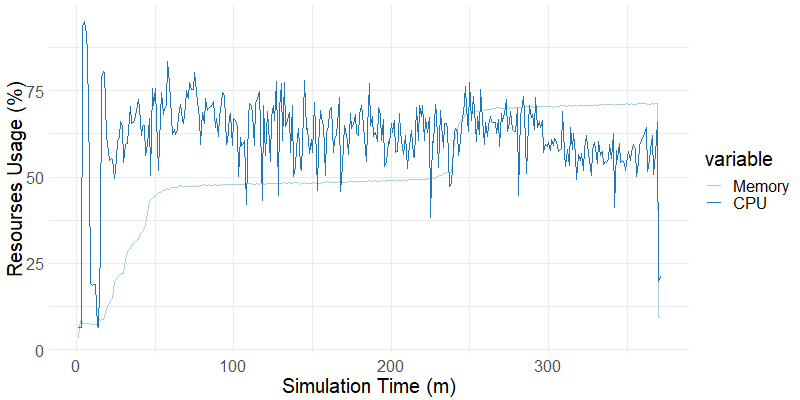 Resourses Usage (%)
75
50
25
0
0 100 200 300
Simulation Time (m)
variable
Memory
CPU